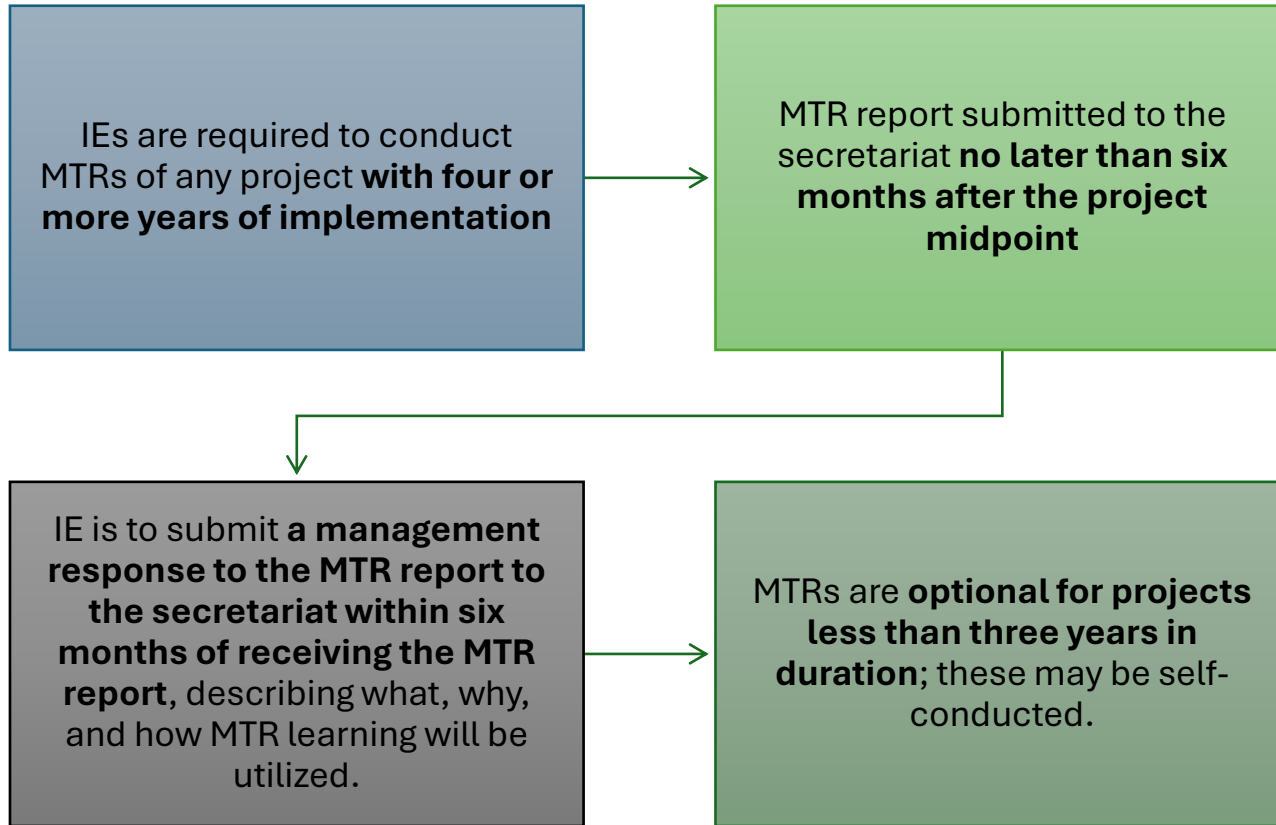 IEs are required to conduct
MTRs of any project with four or
more years of implementation
MTR report submitted to the
secretariat no later than six
months after the project
midpoint
IE is to submit a management
response to the MTR report to
the secretariat within six
months of receiving the MTR
report, describing what, why,
and how MTR learning will be
utilized.
MTRs are optional for projects
less than three years in
duration; these may be self-
conducted.